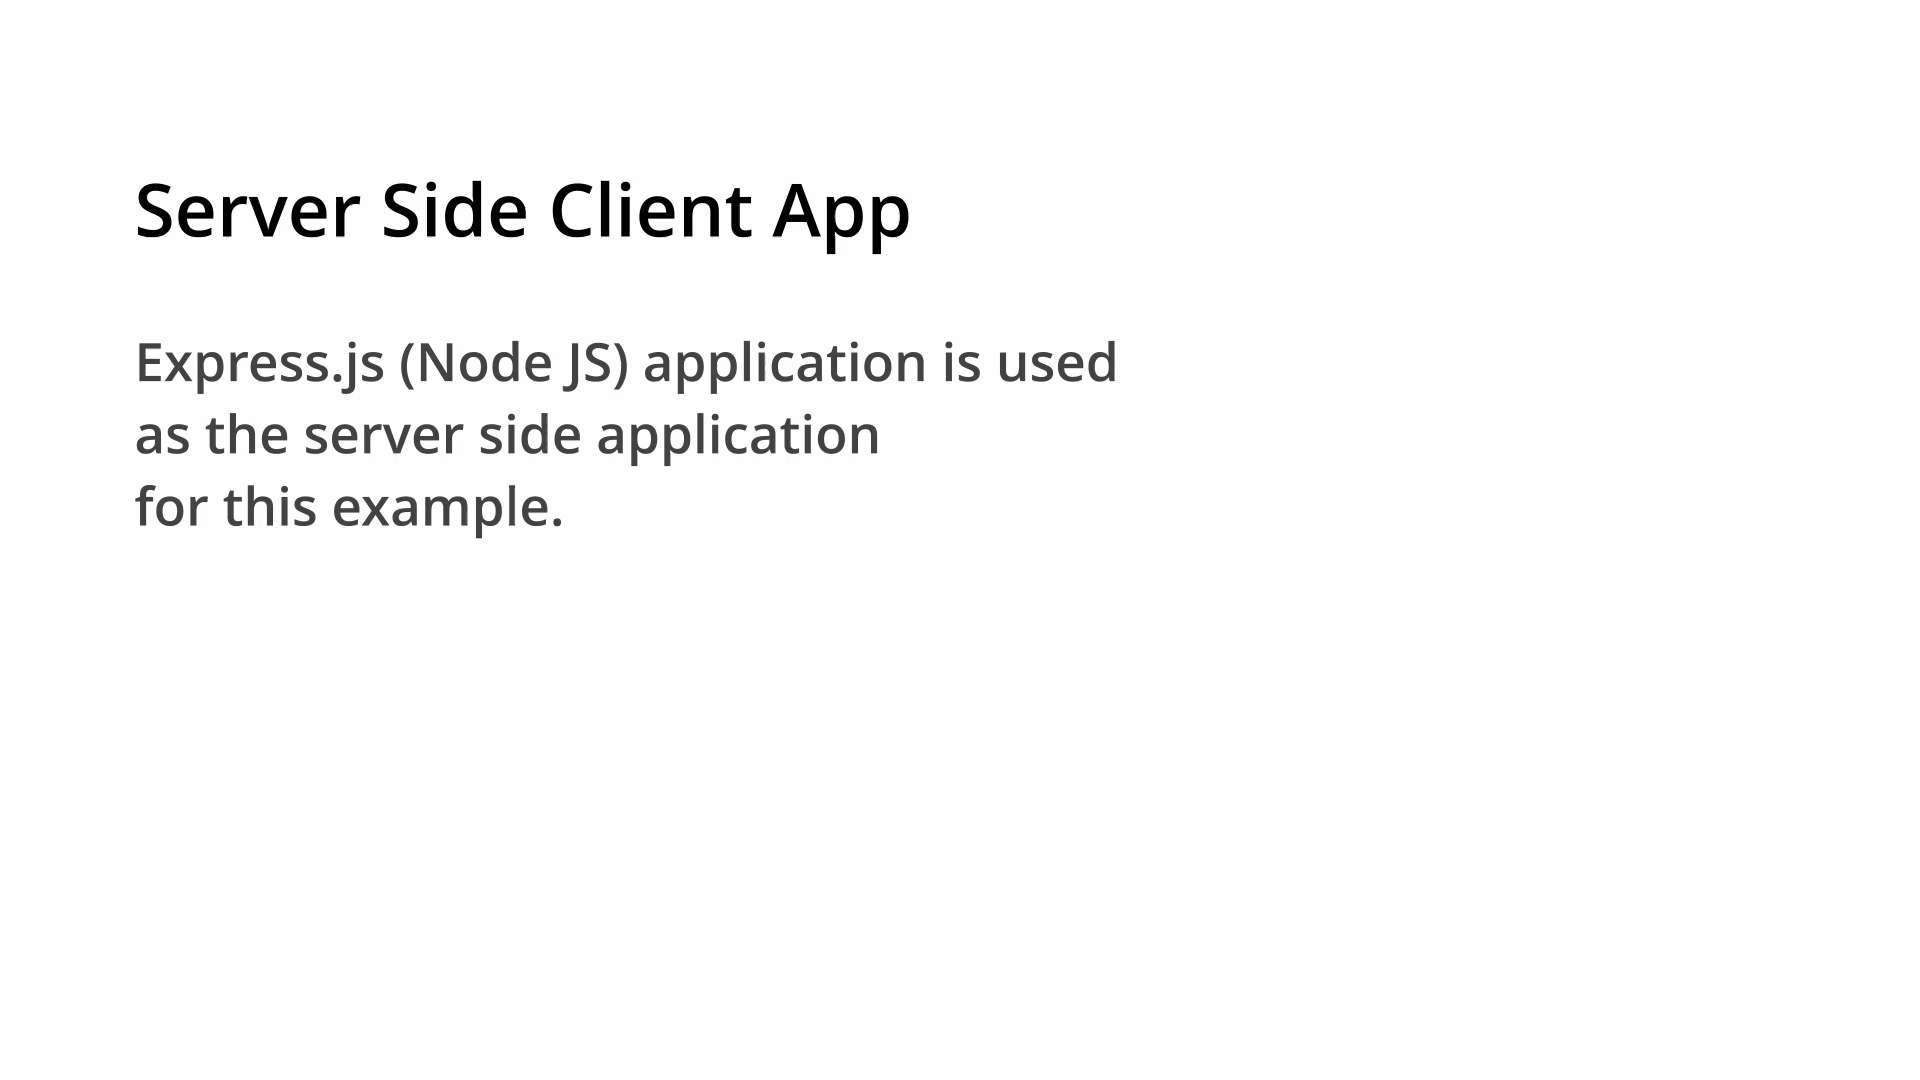 Server Side Client App
Express.js (Node JS) application is used
as the server side application
for this example.